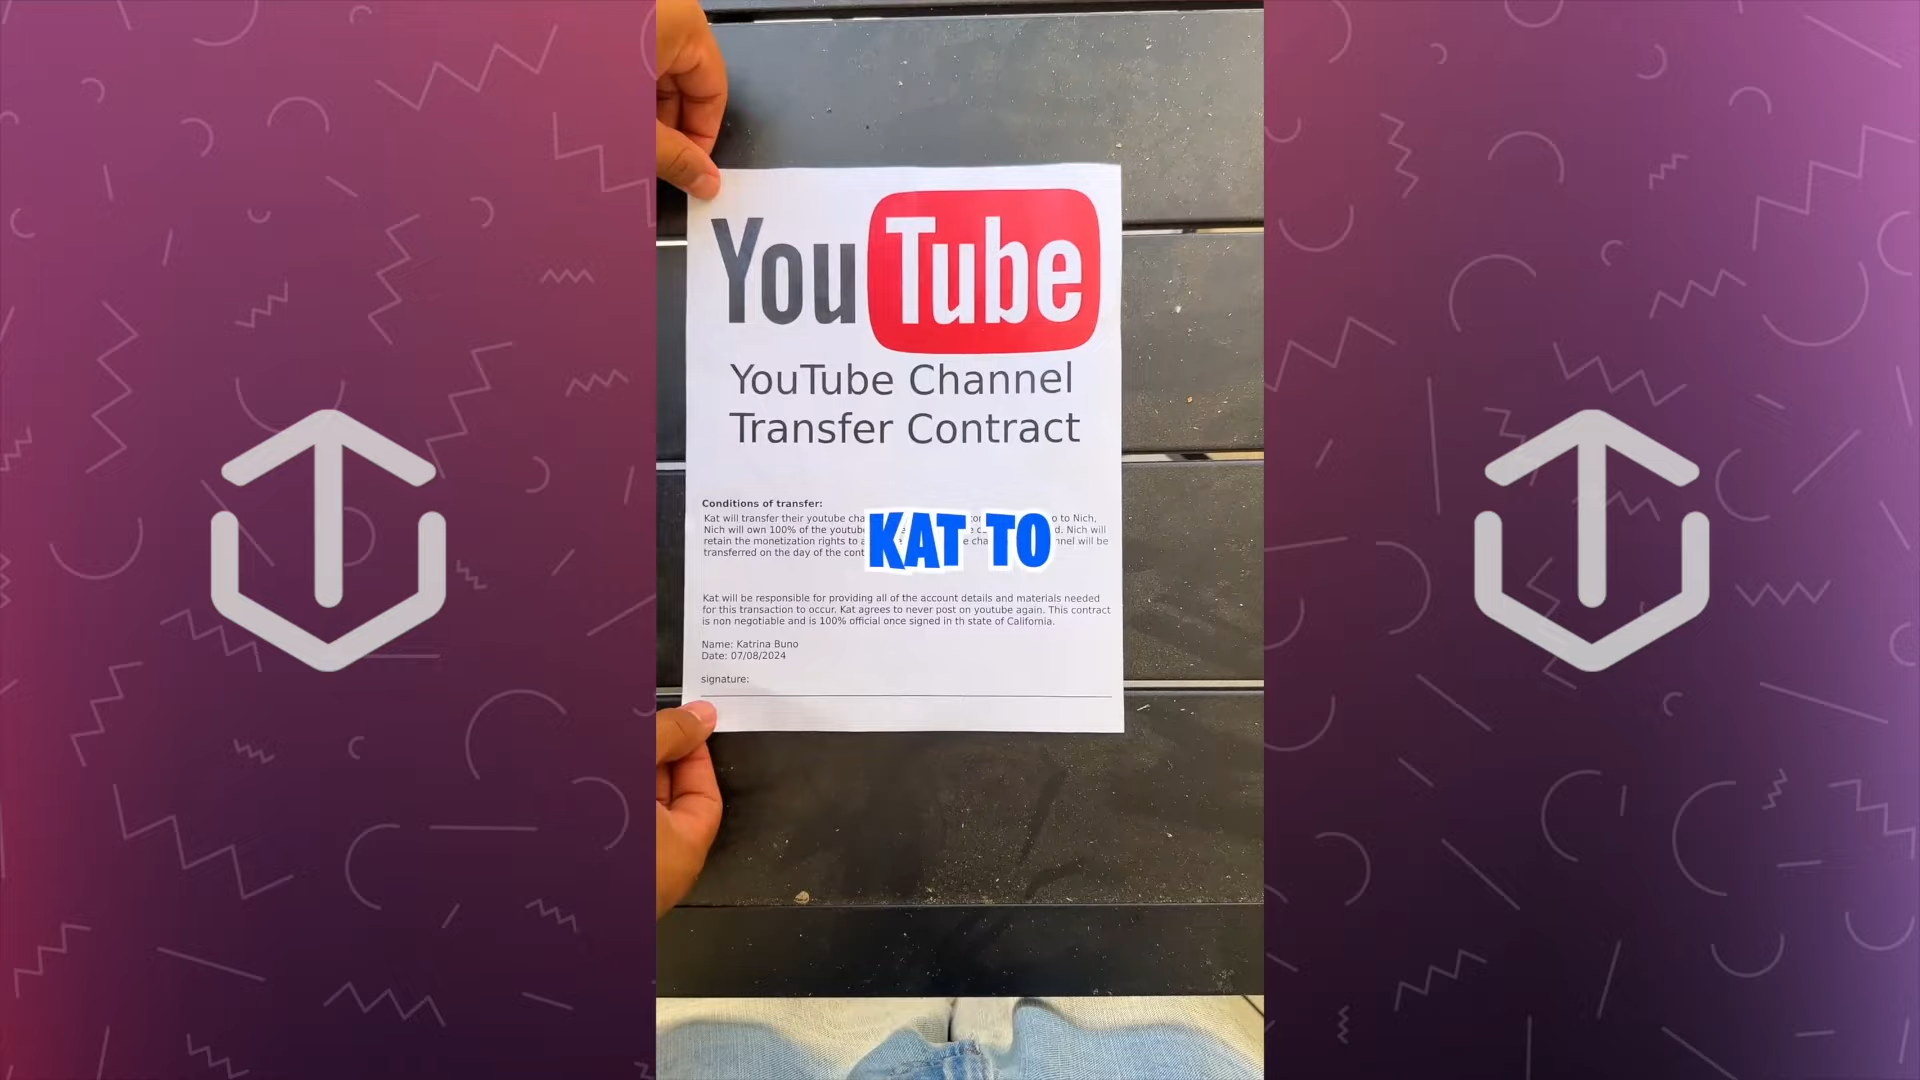 YouTube
YouTube Channel
Transfer Contract
Conditions of transfer:
Kat will transfer their youtube to Nich,
Nich will own 100% of the Nich will
retain the monetization rights to will be
transferred on the day of the
KAT TO
Kat will be responsible for providing all of the account details and materials needed
for this transaction to occur. Kat agrees to never post on youtube again. This contract
is non negotiable and is 100% official once signed in th state of California.
Name: Katrina Buno
Date: 07/08/2024
signature: